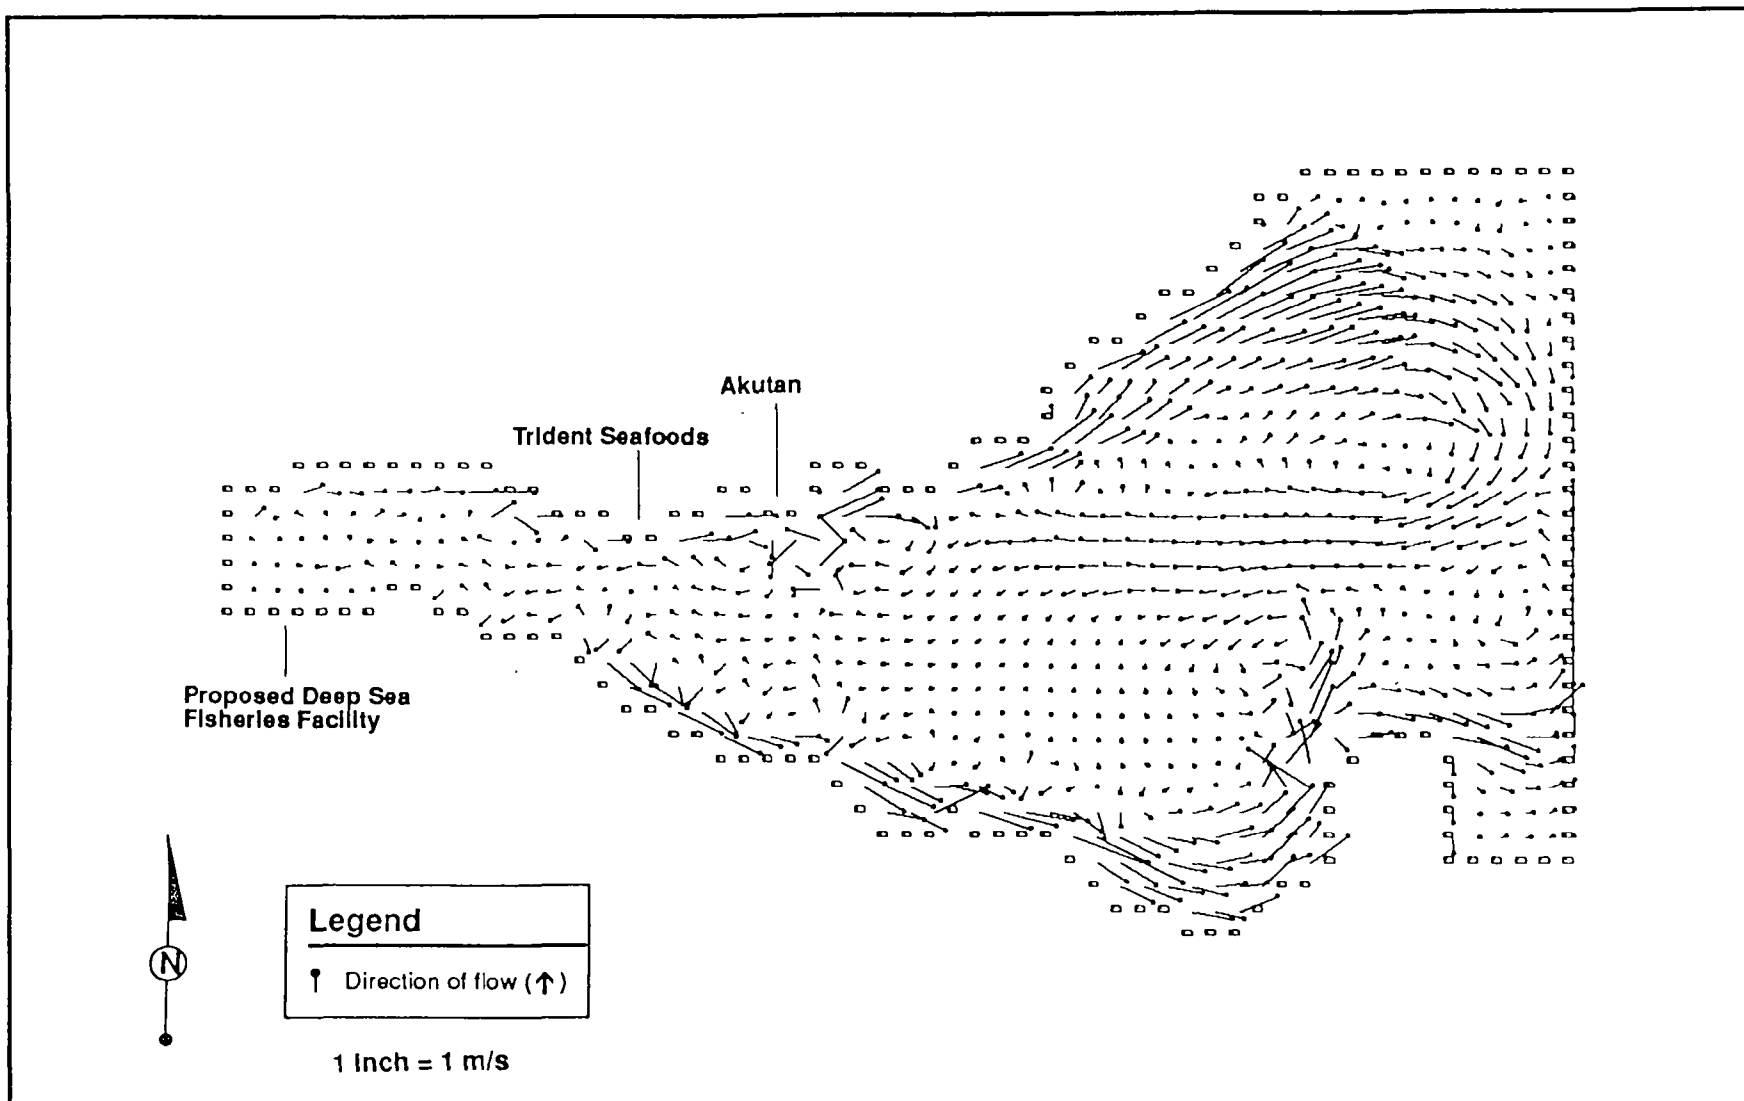 Akutan
Trident Seafoods
Proposed Deep Sea
Fisheries Facility
N
Legend
Direction of flow (↑)
1 Inch = 1 m/s